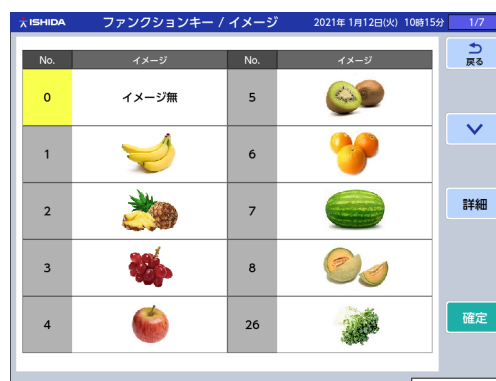 ISHIDA ファンクションキー / イメージ 2021年 1月12日(火) 10時15分 1/7
戻る
No. イメージ No. イメージ
0 イメージ無 5
1 6
2 7
詳細
3 8
4 26
確定